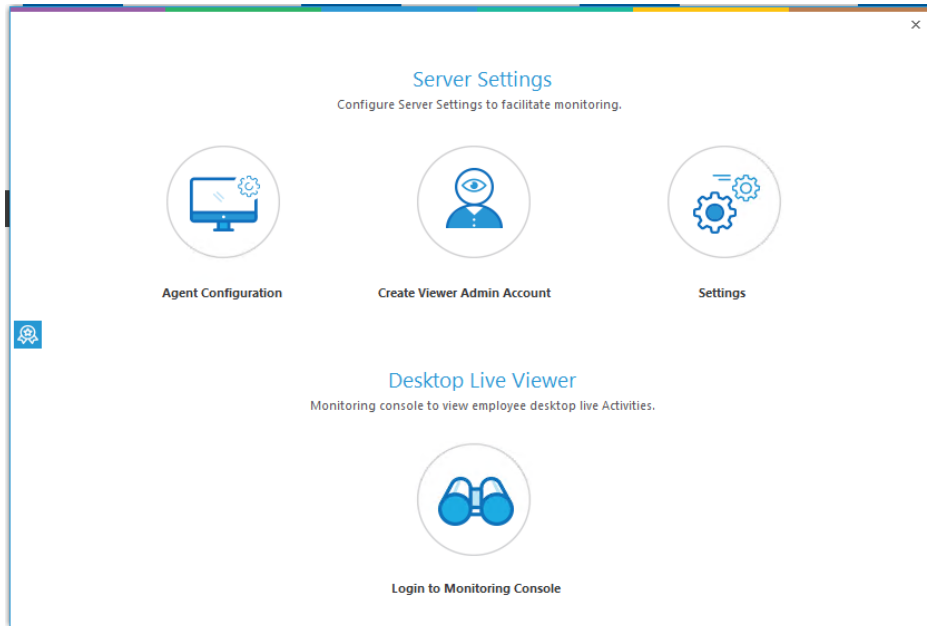 Server Settings
Configure Server Settings to facilitate monitoring.
Agent Configuration
Create Viewer Admin Account
Settings
Desktop Live Viewer
Monitoring console to view employee desktop live Activities.
Login to Monitoring Console